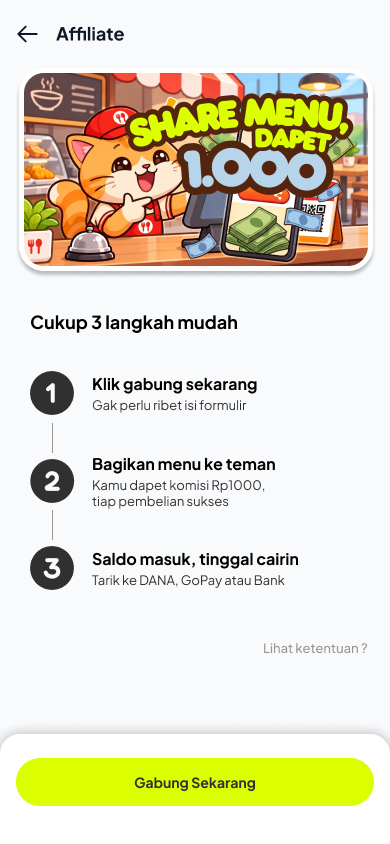 Affiliate
SHARE MENU,
DAPET
1.000
Cukup 3 langkah mudah
1
Klik gabung sekarang
Gak perlu ribet isi formulir
2
Bagikan menu ke teman
Kamu dapet komisi Rp1000,
tiap pembelian sukses
3
Saldo masuk, tinggal cairin
Tarik ke DANA, GoPay atau Bank
Lihat ketentuan ?
Gabung Sekarang